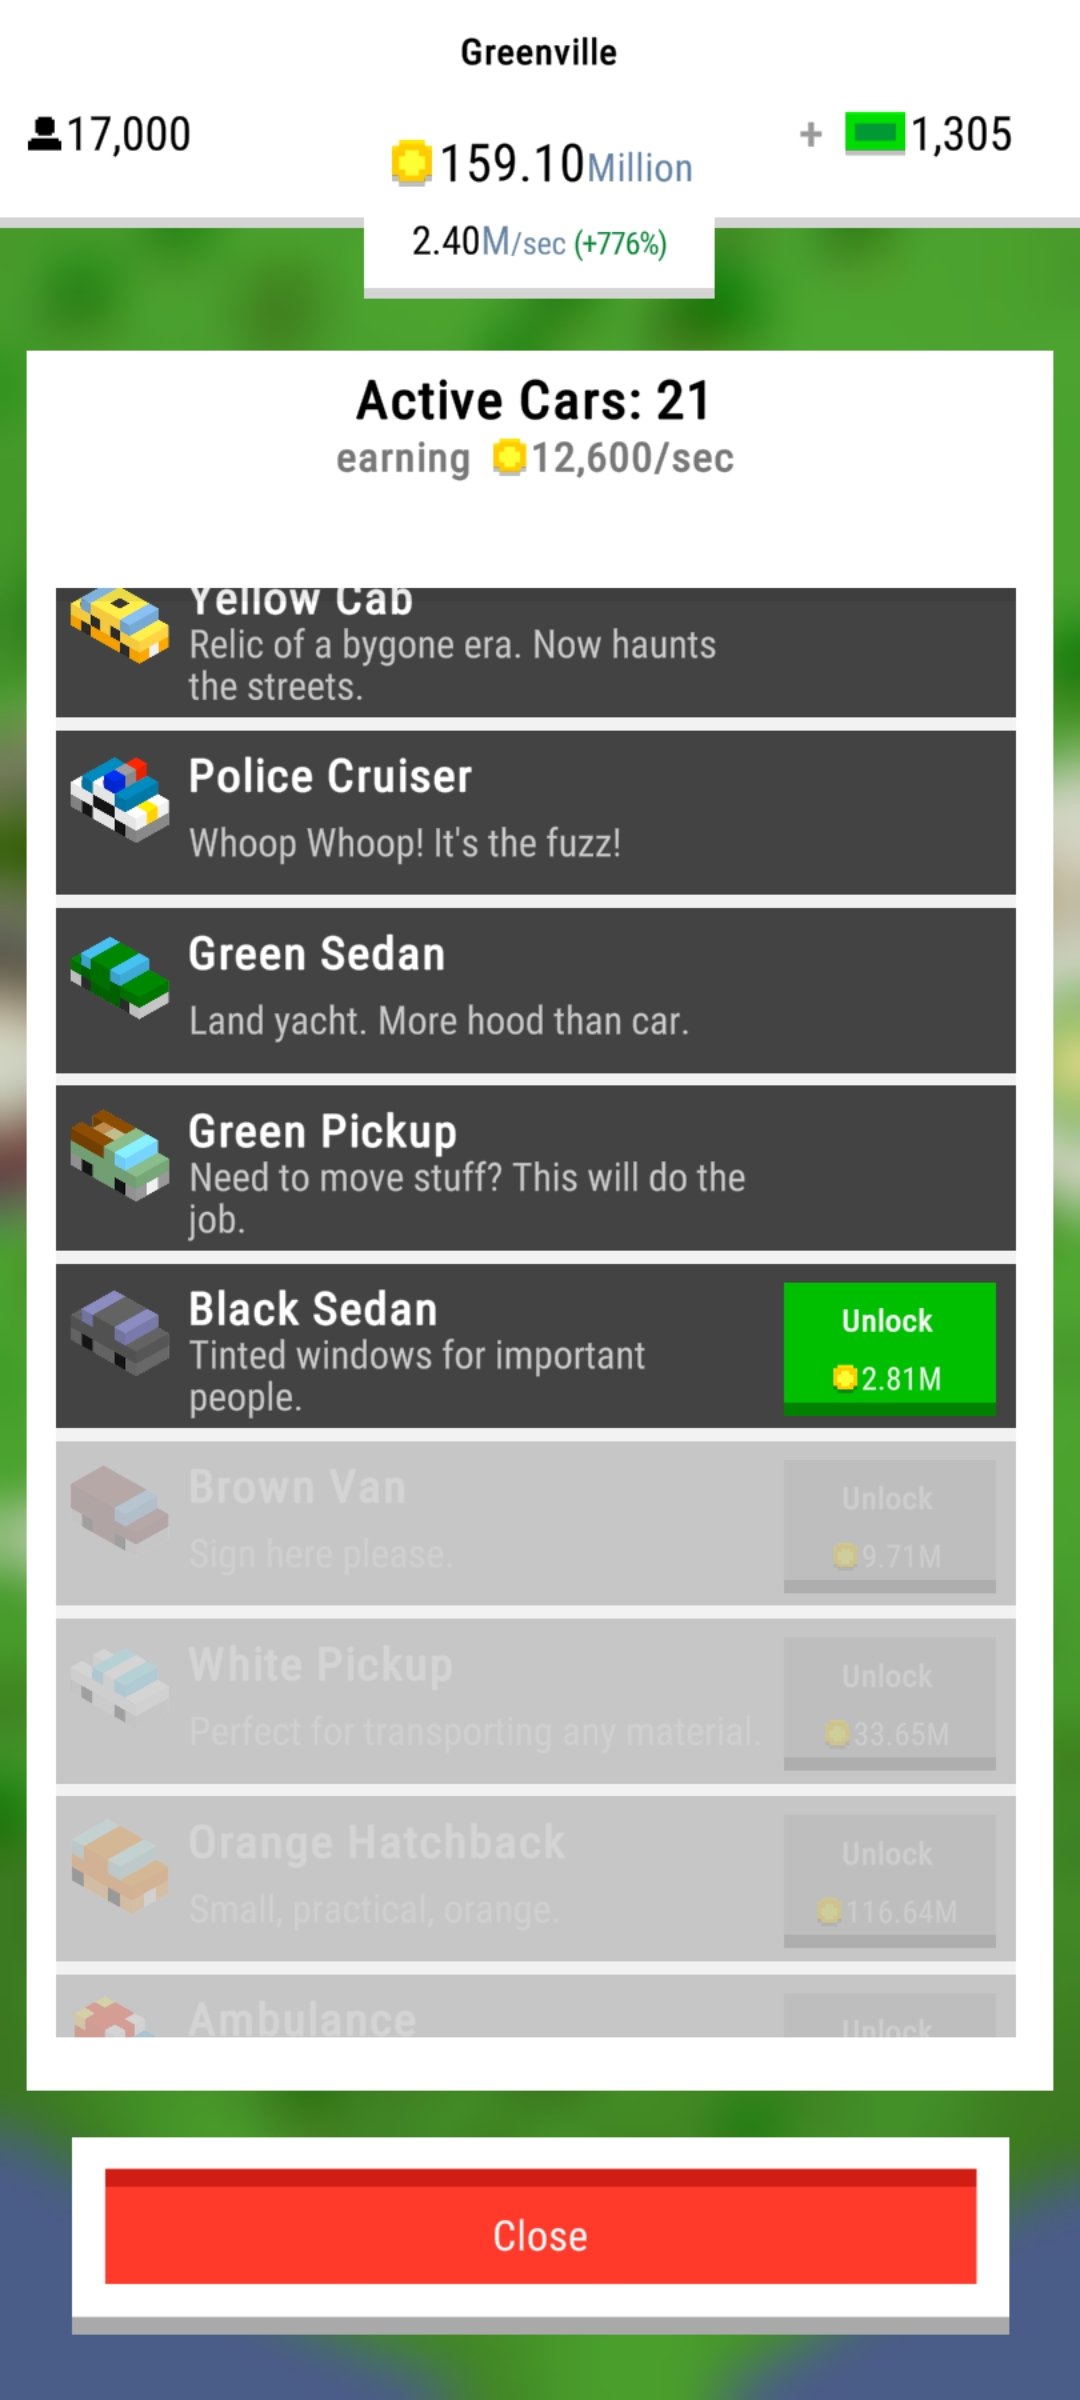 Greenville
17,000
159.10Million
+ 1,305
2.40M/sec (+776%)
Active Cars: 21
earning 12,600/sec
Yellow Cab
Relic of a bygone era. Now haunts
the streets.
Police Cruiser
Whoop Whoop! It's the fuzz!
Green Sedan
Land yacht. More hood than car.
Green Pickup
Need to move stuff? This will do the
job.
Black Sedan
Tinted windows for important
people.
Unlock
2.81M
Brown Van
Sign here please.
Unlock
9.71M
White Pickup
Perfect for transporting any material.
Unlock
33.65M
Orange Hatchback
Small, practical, orange.
Unlock
116.64M
Ambulance
Unlock
Close